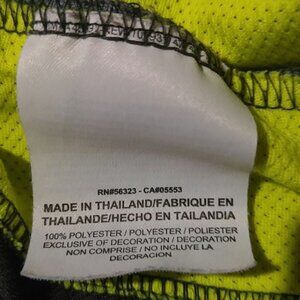 RN#56323 - CA#05553
MADE IN THAILAND/FABRIQUE EN
THAILANDE/HECHO EN TAILANDIA
100% POLYESTER / POLYESTER / POLIESTER
EXCLUSIVE OF DECORATION / DECORATION
NON COMPRISE / NO INCLUYE LA
DECORACION